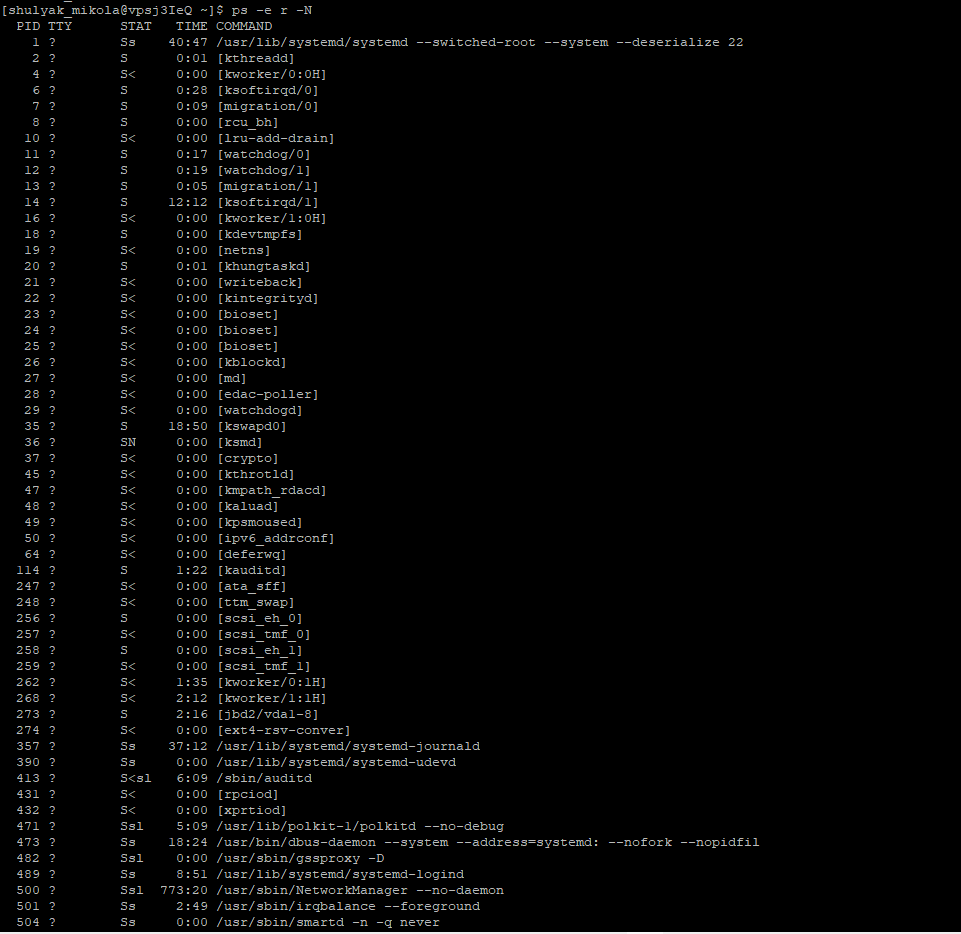 [shulyak_mikola@vpsj3IeQ ~]$ ps -e r -N
  PID TTY      STAT   TIME COMMAND
    1 ?        Ss    40:47 /usr/lib/systemd/systemd --switched-root --system --deserialize 22
    2 ?        S      0:01 [kthreadd]
    4 ?        S<     0:00 [kworker/0:0H]
    6 ?        S      0:28 [ksoftirqd/0]
    7 ?        S      0:09 [migration/0]
    8 ?        S      0:00 [rcu_bh]
   10 ?        S<     0:00 [lru-add-drain]
   11 ?        S      0:17 [watchdog/0]
   12 ?        S      0:19 [watchdog/1]
   13 ?        S      0:05 [migration/1]
   14 ?        S     12:12 [ksoftirqd/1]
   16 ?        S<     0:00 [kworker/1:0H]
   18 ?        S      0:00 [kdevtmpfs]
   19 ?        S<     0:00 [netns]
   20 ?        S      0:01 [khungtaskd]
   21 ?        S<     0:00 [writeback]
   22 ?        S<     0:00 [kintegrityd]
   23 ?        S<     0:00 [bioset]
   24 ?        S<     0:00 [bioset]
   25 ?        S<     0:00 [bioset]
   26 ?        S<     0:00 [kblockd]
   27 ?        S<     0:00 [md]
   28 ?        S<     0:00 [edac-poller]
   29 ?        S<     0:00 [watchdogd]
   35 ?        S     18:50 [kswapd0]
   36 ?        SN     0:00 [ksmd]
   37 ?        S<     0:00 [crypto]
   45 ?        S<     0:00 [kthrotld]
   47 ?        S<     0:00 [kmpath_rdacd]
   48 ?        S<     0:00 [kaluad]
   49 ?        S<     0:00 [kpsmoused]
   50 ?        S<     0:00 [ipv6_addrconf]
   64 ?        S<     0:00 [deferwq]
  114 ?        S      1:22 [kauditd]
  247 ?        S<     0:00 [ata_sff]
  248 ?        S<     0:00 [ttm_swap]
  256 ?        S      0:00 [scsi_eh_0]
  257 ?        S<     0:00 [scsi_tmf_0]
  258 ?        S      0:00 [scsi_eh_1]
  259 ?        S<     0:00 [scsi_tmf_1]
  262 ?        S<     1:35 [kworker/0:1H]
  268 ?        S<     2:12 [kworker/1:1H]
  273 ?        S      2:16 [jbd2/vda1-8]
  274 ?        S<     0:00 [ext4-rsv-conver]
  357 ?        Ss    37:12 /usr/lib/systemd/systemd-journald
  390 ?        Ss     0:00 /usr/lib/systemd/systemd-udevd
  413 ?        S<sl   6:09 /sbin/auditd
  431 ?        S<     0:00 [rpciod]
  432 ?        S<     0:00 [xprtiod]
  471 ?        Ssl    5:09 /usr/lib/polkit-1/polkitd --no-debug
  473 ?        Ss    18:24 /usr/bin/dbus-daemon --system --address=systemd: --nofork --nopidfil
  482 ?        Ssl    0:00 /usr/sbin/gssproxy -D
  489 ?        Ss     8:51 /usr/lib/systemd/systemd-logind
  500 ?        Ssl  773:20 /usr/sbin/NetworkManager --no-daemon
  501 ?        Ss     2:49 /usr/sbin/irqbalance --foreground
  504 ?        Ss     0:00 /usr/sbin/smartd -n -q never